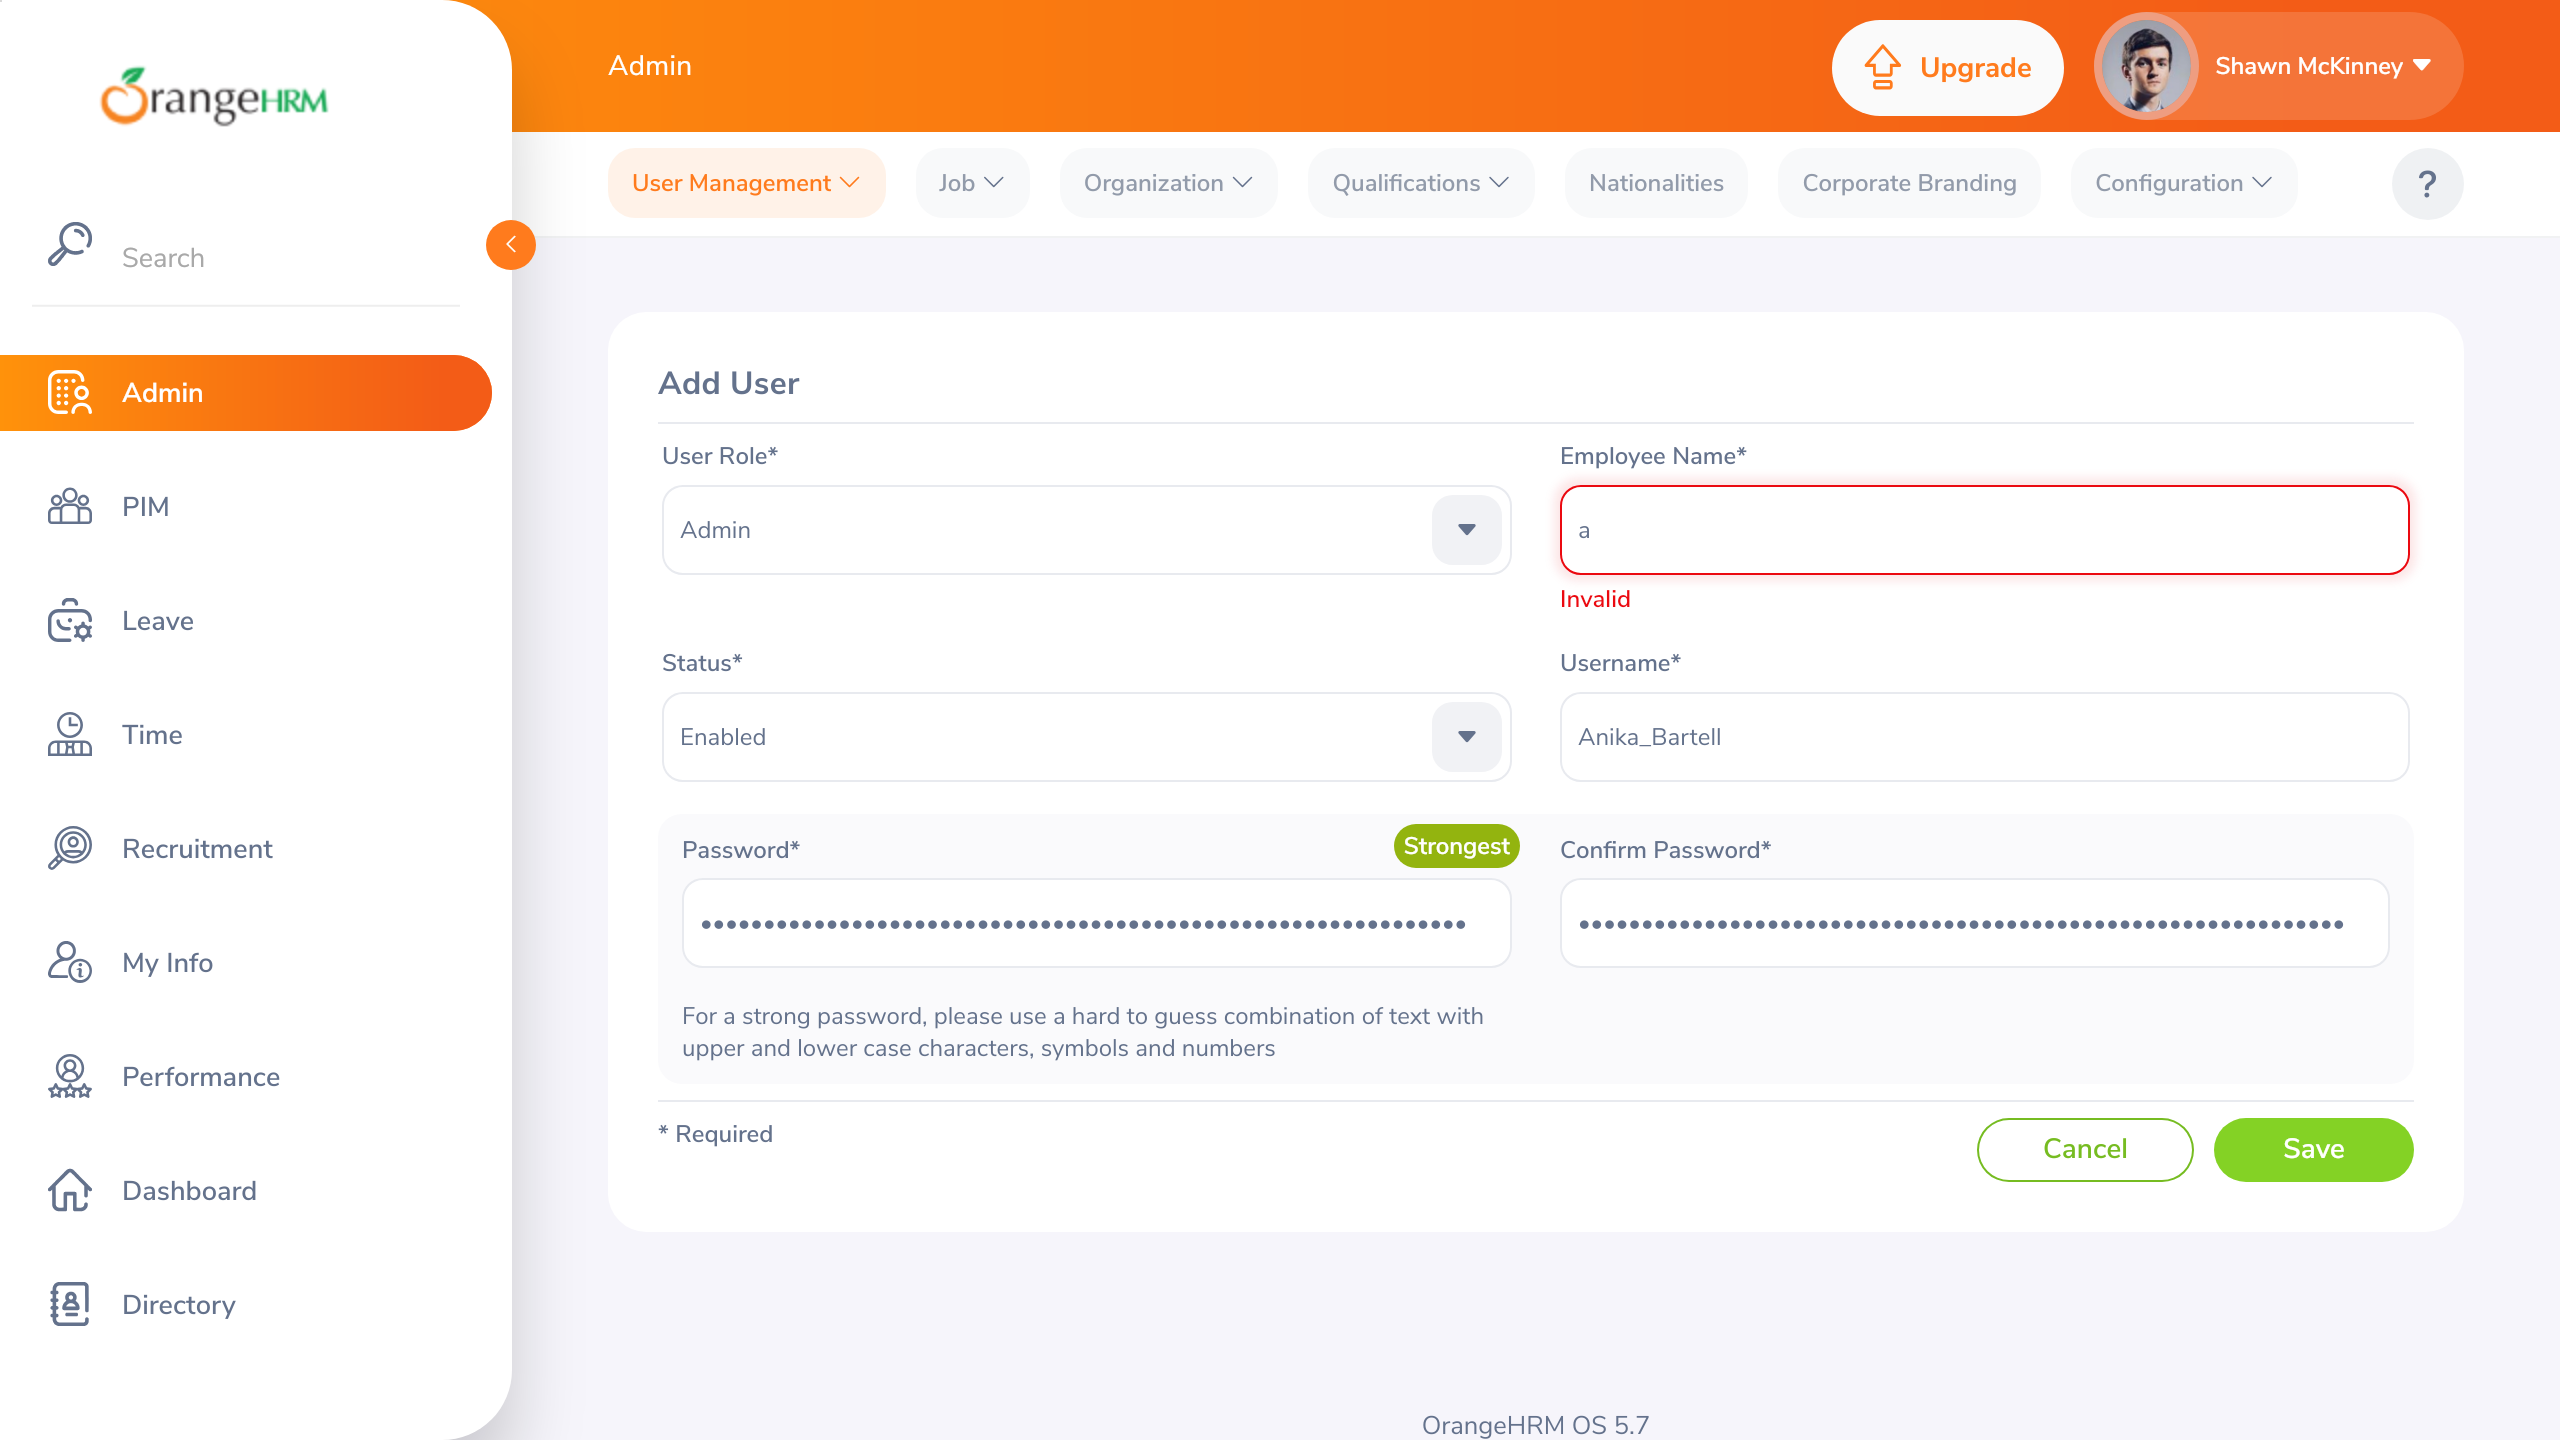 OrangeHRM
Search
Admin
PIM
Leave
Time
Recruitment
My Info
Performance
Dashboard
Directory
Admin
Upgrade
Shawn McKinney
User Management
Job
Organization
Qualifications
Nationalities
Corporate Branding
Configuration
?
Add User
User Role*
Employee Name*
Admin
a
Invalid
Status*
Username*
Enabled
Anika_Bartell
Password*
Strongest
Confirm Password*
For a strong password, please use a hard to guess combination of text with
upper and lower case characters, symbols and numbers
* Required
Cancel
Save
OrangeHRM OS 5.7